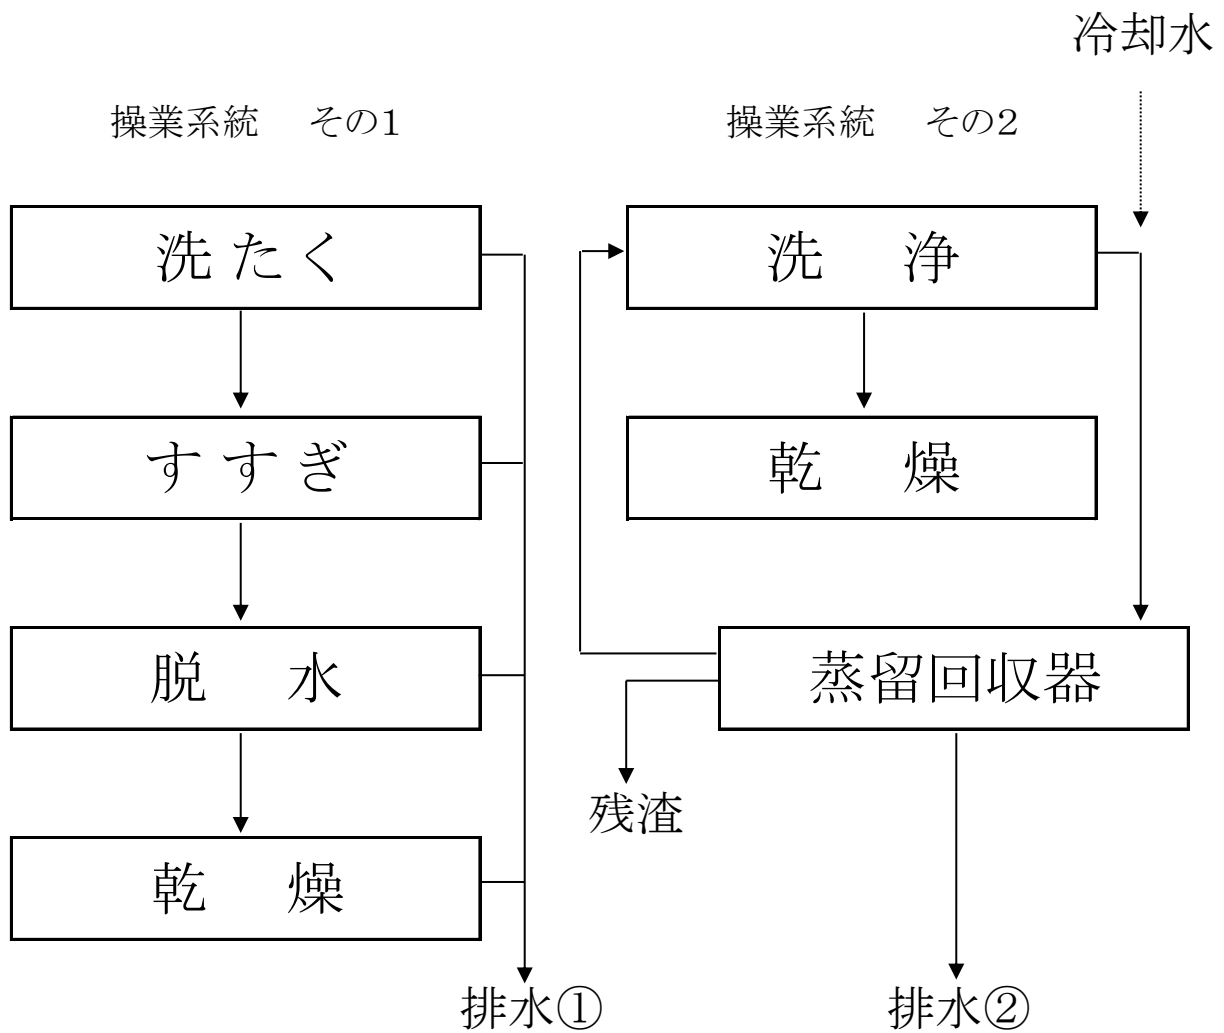 冷却水
操業系統 その1
操業系統 その2
洗たく
洗 浄
すすぎ
乾 燥
脱 水
蒸留回収器
残渣
乾 燥
排水①
排水②